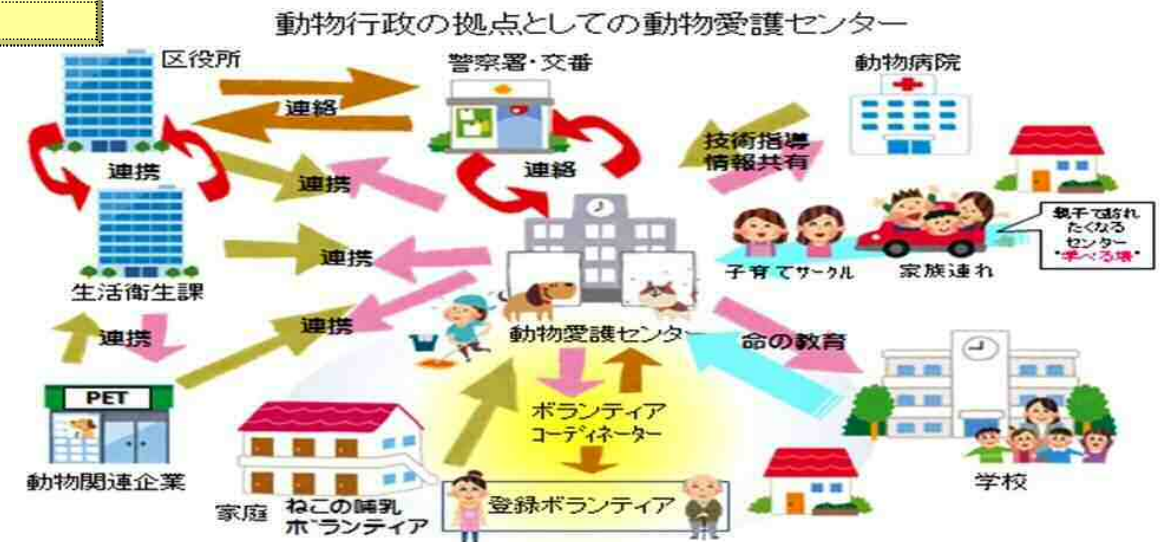 動物行政の拠点としての動物愛護センター
区役所
警察署・交番
動物病院
連絡
技術指導
情報共有
連携
連携
連絡
親子で訪れ
たくなる
センター
"学べる場"
子育てサークル
家族連れ
連携
生活衛生課
連携
連携
動物愛護センター
命の教育
PET
ボランティア
コーディネーター
動物関連企業
学校
家庭
ねこの哺乳
ボランティア
登録ボランティア